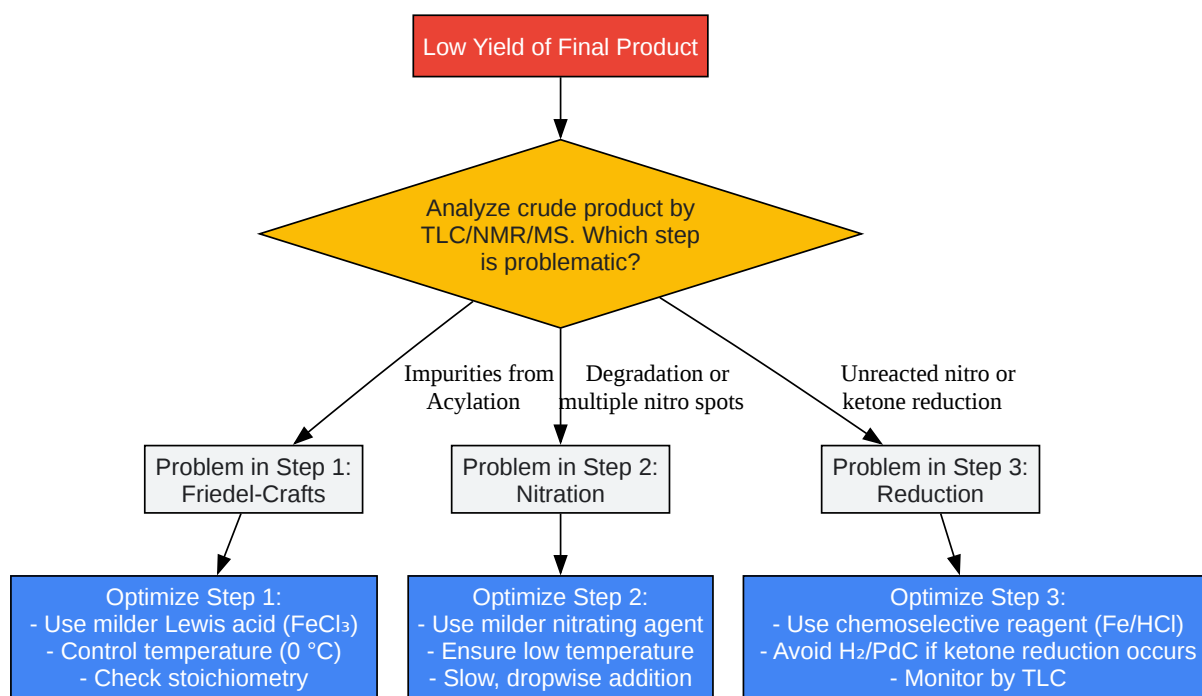 Low Yield of Final Product
Analyze crude product by
TLC/NMR/MS. Which step
is problematic?
Impurities from
Acylation
Degradation or
multiple nitro spots
Unreacted nitro or
ketone reduction
Problem in Step 1:
Friedel-Crafts
Problem in Step 2:
Nitration
Problem in Step 3:
Reduction
Optimize Step 1:
- Use milder Lewis acid (FeCl₃)
- Control temperature (0 °C)
- Check stoichiometry
Optimize Step 2:
- Use milder nitrating agent
- Ensure low temperature
- Slow, dropwise addition
Optimize Step 3:
- Use chemoselective reagent (Fe/HCl)
- Avoid H₂/PdC if ketone reduction occurs
- Monitor by TLC